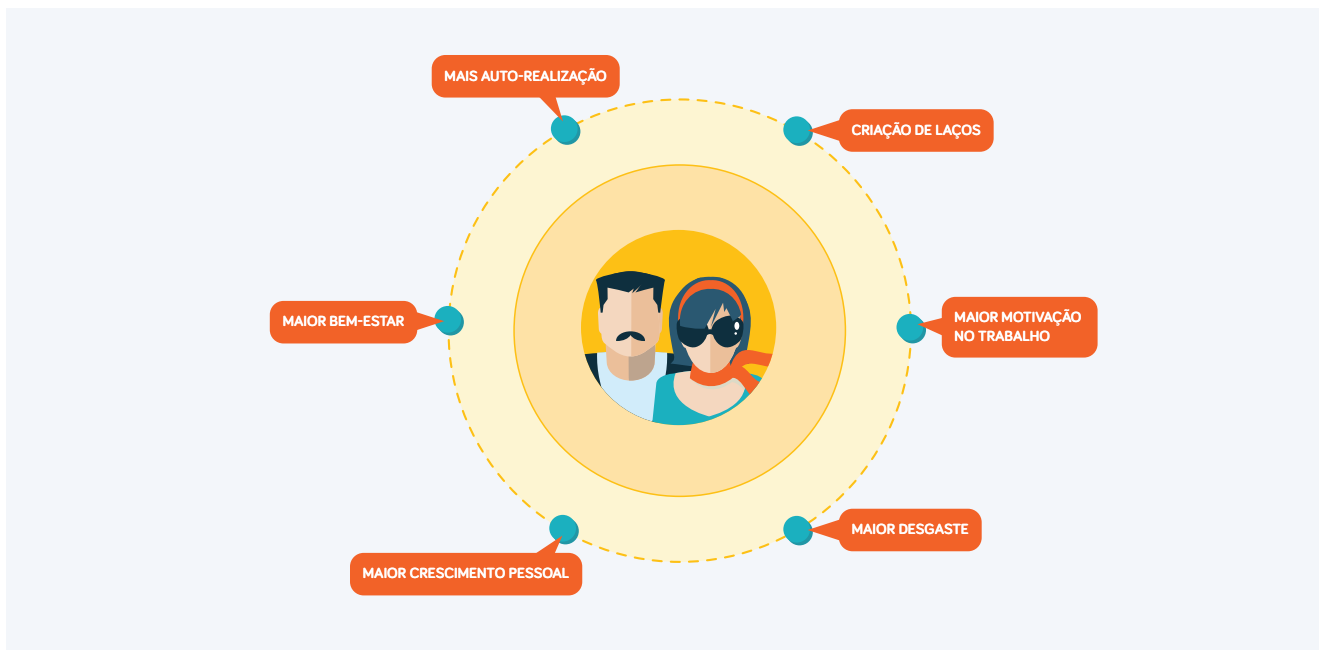 MAIS AUTO-REALIZAÇÃO
CRIAÇÃO DE LAÇOS
MAIOR BEM-ESTAR
MAIOR MOTIVAÇÃO
NO TRABALHO
MAIOR DESGASTE
MAIOR CRESCIMENTO PESSOAL